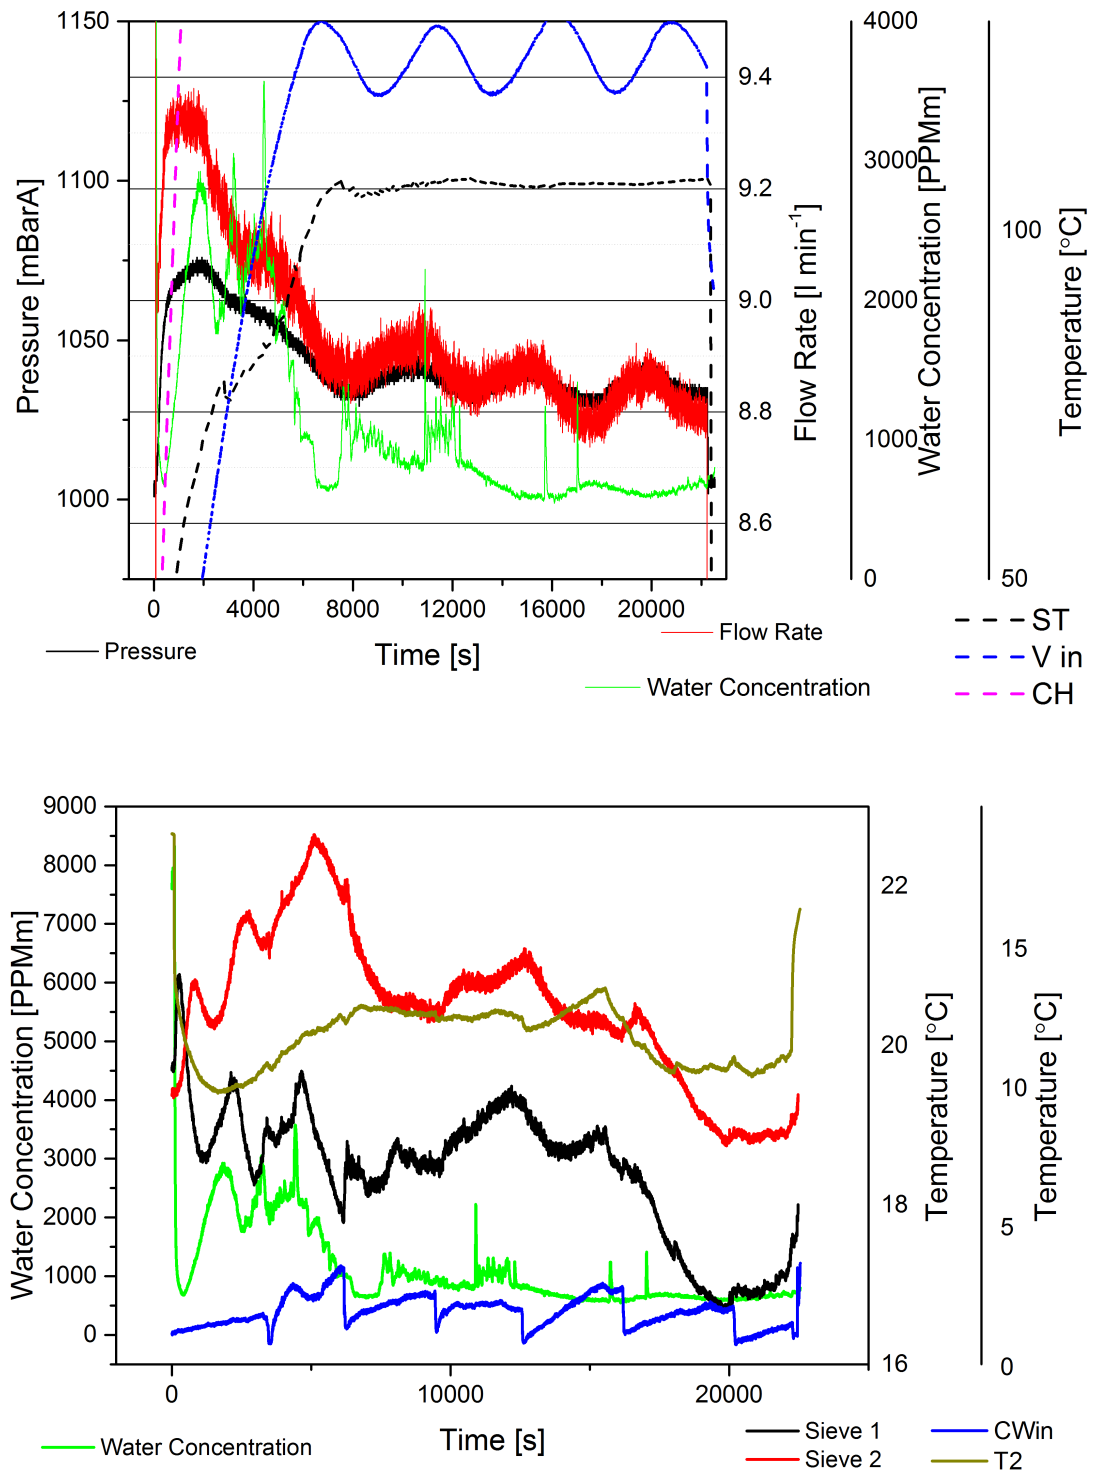 1150
1100
1050
1000
Pressure [mBarA]
9.4
9.2
9.0
8.8
8.6
Flow Rate [l min-1]
4000
3000
2000
1000
0
Water Concentration [PPMm]
100
50
Temperature [°C]
0
4000
8000
12000
16000
20000
Time [s]
Pressure
Flow Rate
Water Concentration
ST
V in
CH
9000
8000
7000
6000
5000
4000
3000
2000
1000
0
Water Concentration [PPMm]
22
20
18
16
Temperature [°C]
15
10
5
0
Temperature [°C]
0
10000
20000
Time [s]
Water Concentration
Sieve 1
Sieve 2
CWin
T2